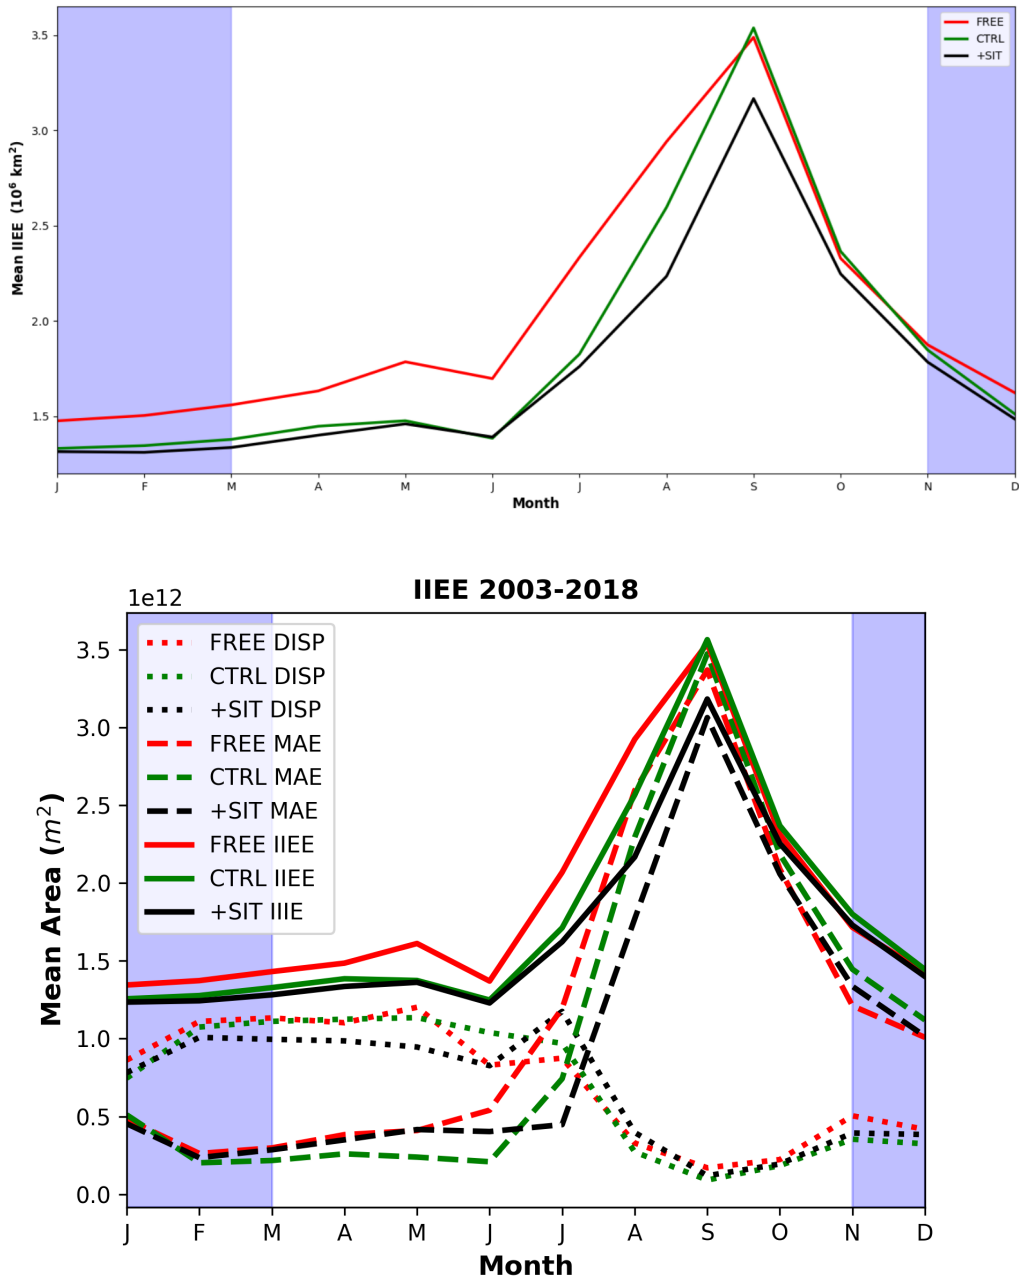 3.5
3.0
2.5
2.0
1.5
Mean IIEE (10⁶ km²)
FREE
CTRL
+SIT
J F M A M J J A S O N D
Month
IIEE 2003-2018
1e12
3.5
3.0
2.5
2.0
1.5
1.0
0.5
0.0
Mean Area (m²)
FREE DISP
CTRL DISP
+SIT DISP
FREE MAE
CTRL MAE
+SIT MAE
FREE IIEE
CTRL IIEE
+SIT IIIE
J F M A M J J A S O N D
Month